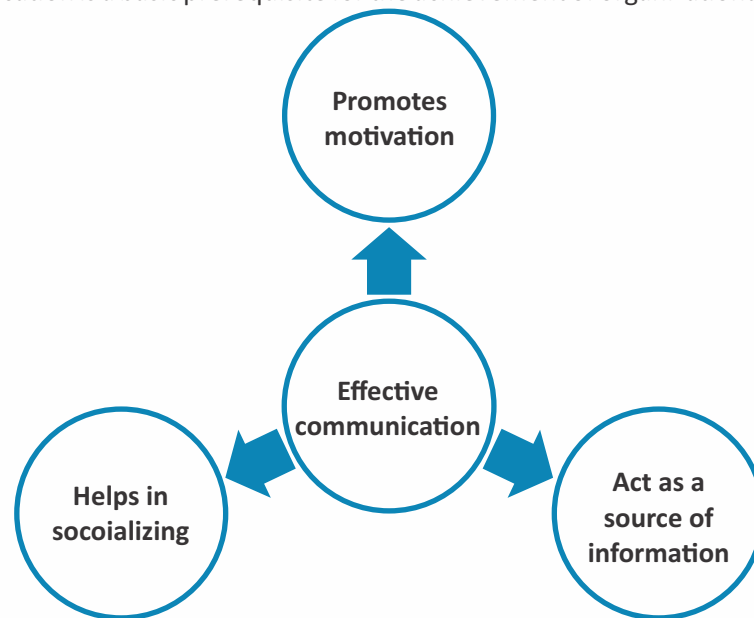 Promotes
motivation
Effective
communication
Helps in
socoializing
Act as a
source of
information